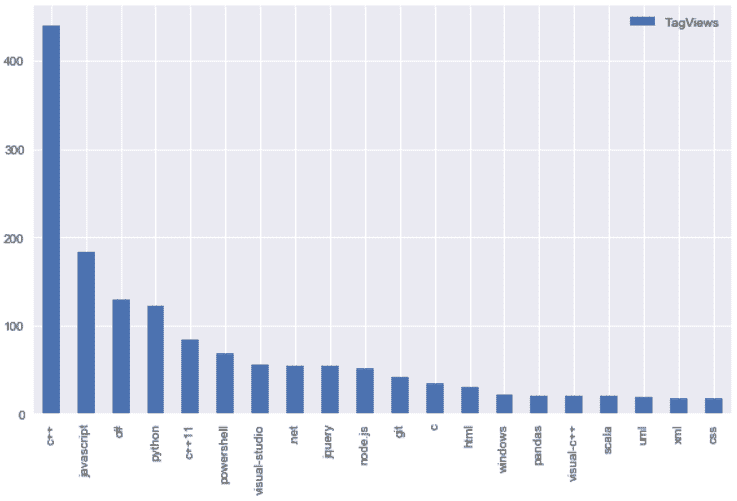 TagViews
400
300
200
100
0
c++
javascript
c#
python
c++11
powershell
visual-studio
.net
jquery
node.js
git
c
html
windows
pandas
visual-c++
scala
uml
xml
css